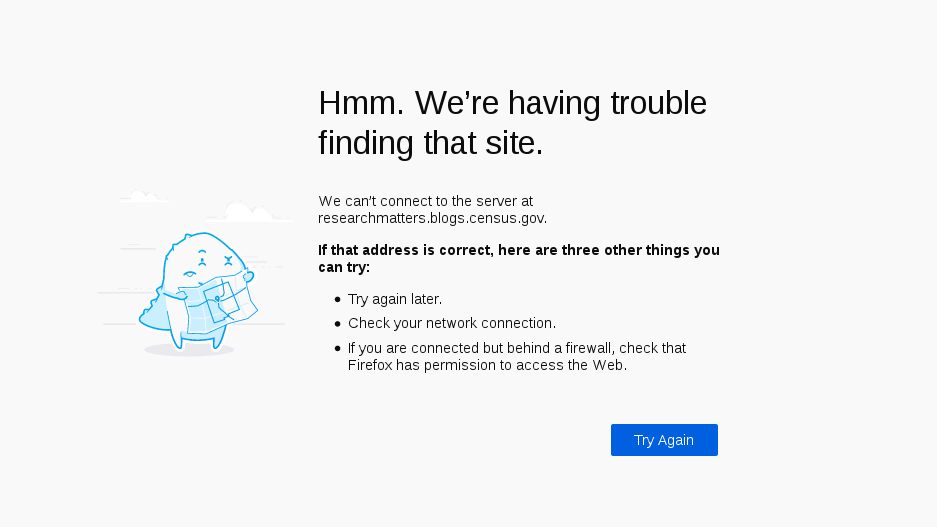 Hmm. We’re having trouble
finding that site.
We can’t connect to the server at
researchmatters.blogs.census.gov.
If that address is correct, here are three other things you
can try:
Try again later.
Check your network connection.
If you are connected but behind a firewall, check that
Firefox has permission to access the Web.
Try Again